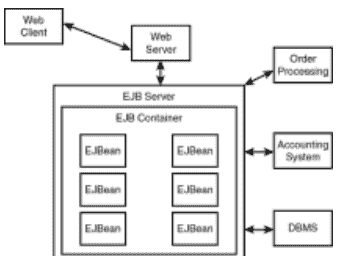 Web
Client
Web
Server
Order
Processing
EJB Server
EJB Container
EJBean
EJBean
Accounting
System
EJBean
EJBean
EJBean
EJBean
DBMS